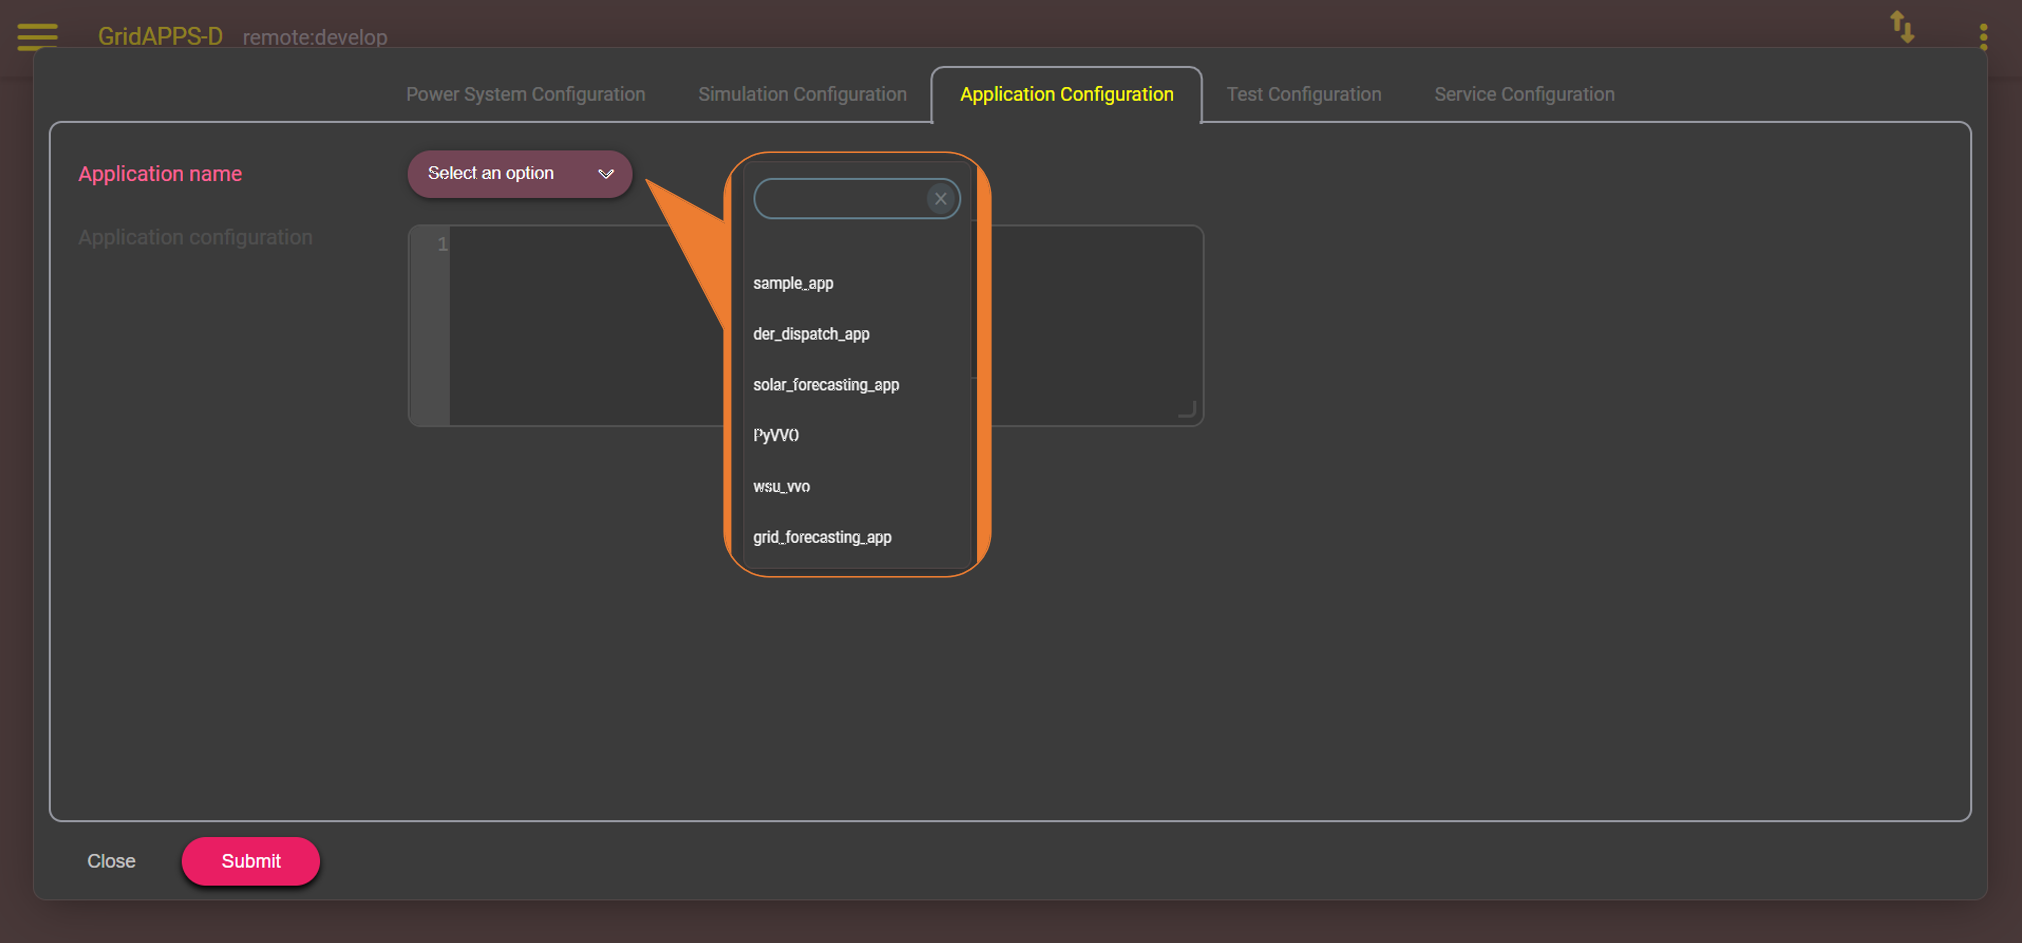 GridAPPS-D remote:develop
Power System Configuration Simulation Configuration Application Configuration Test Configuration Service Configuration
Application name Select an option
Application configuration
1
sample_app
der_dispatch_app
solar_forecasting_app
PyVVO
wsu_vvo
grid_forecasting_app
Close Submit